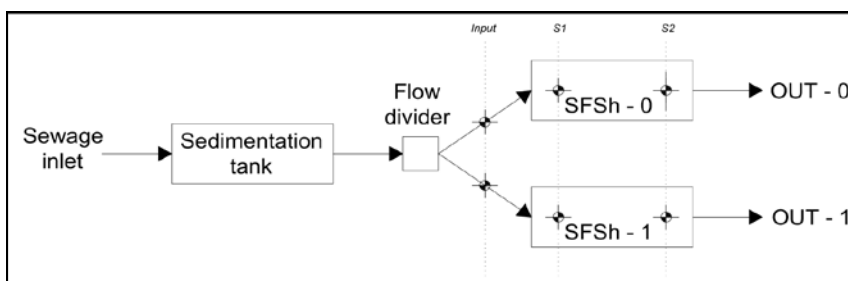 Input
S1
S2
Flow
divider
Sewage
inlet
Sedimentation
tank
SFSh - 0
OUT - 0
SFSh - 1
OUT - 1